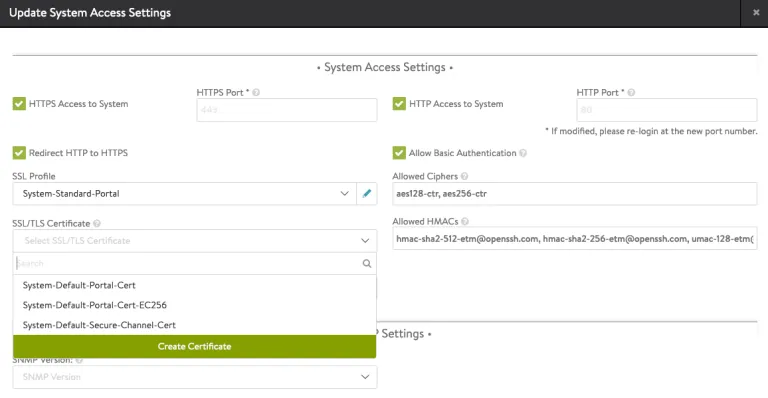 Update System Access Settings ×
• System Access Settings •
HTTPS Access to System
HTTPS Port * ?
443
HTTP Access to System
HTTP Port * ?
80
* If modified, please re-login at the new port number.
Redirect HTTP to HTTPS
Allow Basic Authentication ?
SSL Profile
System-Standard-Portal
Allowed Ciphers ?
aes128-ctr, aes256-ctr
SSL/TLS Certificate ?
Select SSL/TLS Certificate
Allowed HMACs ?
hmac-sha2-512-etm@openssh.com, hmac-sha2-256-etm@openssh.com, umac-128-etm(
Search
System-Default-Portal-Cert
System-Default-Portal-Cert-EC256
System-Default-Secure-Channel-Cert
Create Certificate
P Settings •
SNMP Version: ?
SNMP Version